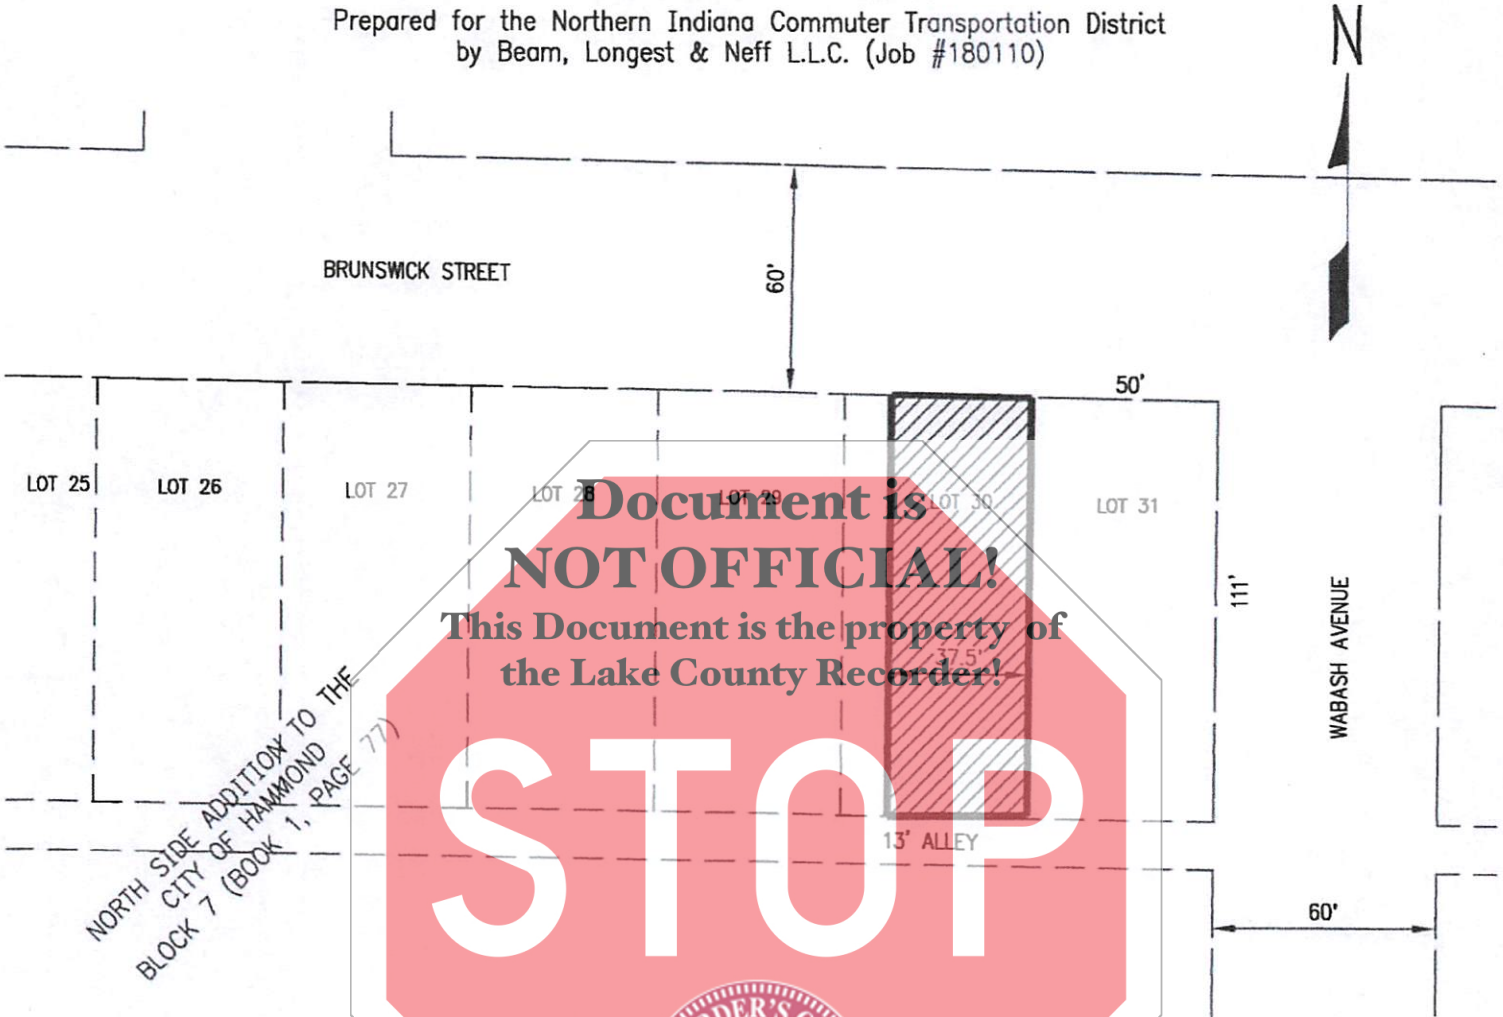 Prepared for the Northern Indiana Commuter Transportation District
by Beam, Longest & Neff L.L.C. (Job #180110)
N
BRUNSWICK STREET
60'
50'
LOT 25
LOT 26
LOT 27
LOT 28
LOT 29
LOT 30
LOT 31
Document is
NOT OFFICIAL!
This Document is the property of
the Lake County Recorder!
37.5'
111'
WABASH AVENUE
NORTH SIDE ADDITION TO THE
CITY OF HAMMOND
BLOCK 7 (BOOK 1, PAGE 77)
STOP
13' ALLEY
60'